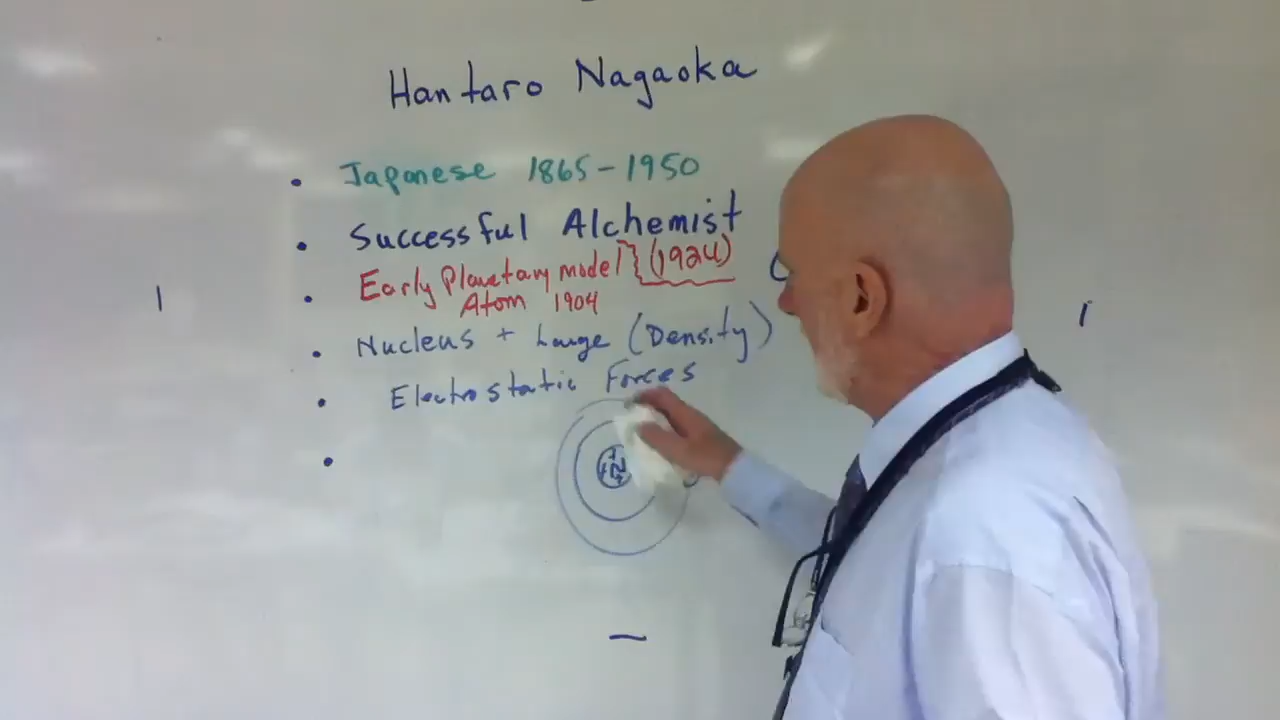 Hantaro Nagaoka
• Japanese 1865-1950
• Successful Alchemist
• Early Planetary model } (1924)
Atom 1904
• Nucleus + Large (Density)
• Electrostatic Forces
•
+ N +